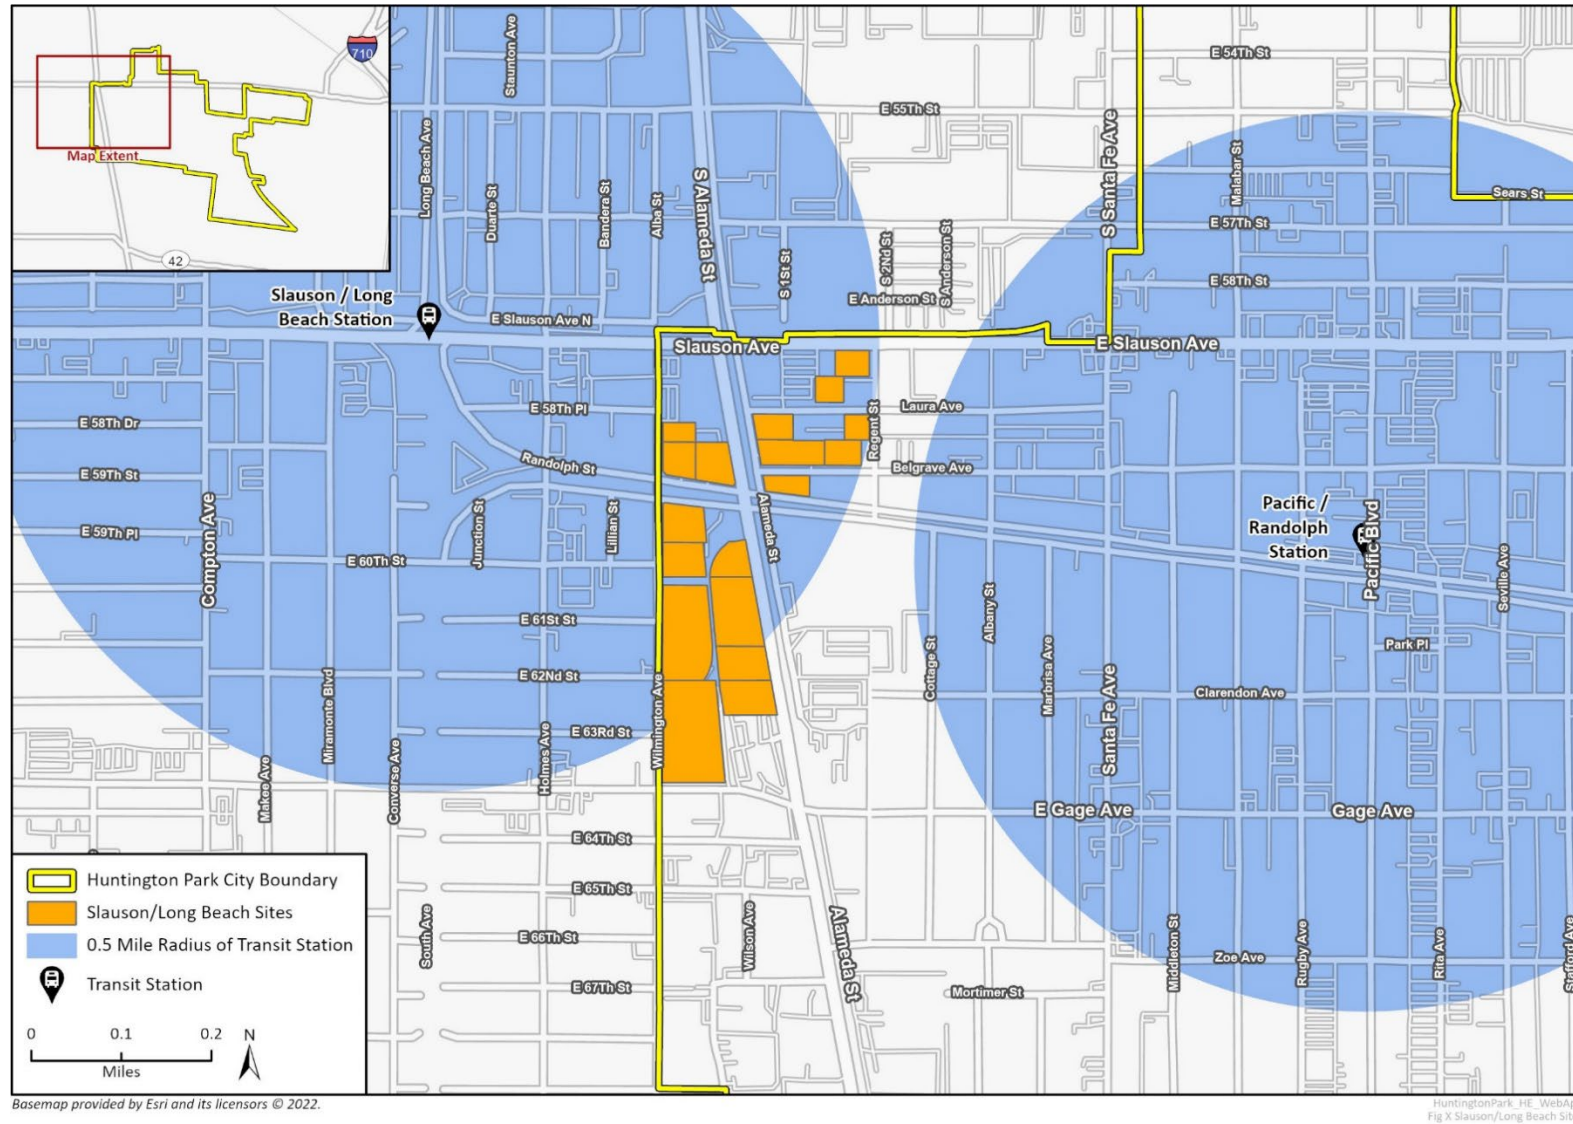 710
Map Extent
42
E 54Th St
Staunton Ave
E 55Th St
Long Beach Ave
S Santa Fe Ave
Malabar St
S Alameda St
Sears St
Duarte St
Bandera St
Alba St
E 57Th St
S 1St St
S 2Nd St
S Anderson St
E 58Th St
E Anderson St
Slauson / Long
Beach Station
E Slauson Ave N
Slauson Ave
E Slauson Ave
E 58Th Pl
Laura Ave
E 58Th Dr
Regent St
Randolph St
Belgrave Ave
E 59Th St
Compton Ave
Alameda St
Pacific /
Randolph
Station
Pacific Blvd
Junction St
Lillian St
E 59Th Pl
E 60Th St
Seville Ave
Albany St
E 61St St
Cottage St
Park Pl
E 62Nd St
Miramonte Blvd
Wilmington Ave
Marbrisa Ave
Santa Fe Ave
Clarendon Ave
E 63Rd St
Makee Ave
Converse Ave
Holmes Ave
E Gage Ave
Gage Ave
E 64Th St
E 65Th St
South Ave
E 66Th St
Wilson Ave
Alameda St
Middleton St
Zoe Ave
Rugby Ave
Rita Ave
Stafford Ave
E 67Th St
Mortimer St
Huntington Park City Boundary
Slauson/Long Beach Sites
0.5 Mile Radius of Transit Station
Transit Station
0 0.1 0.2
Miles
N
Basemap provided by Esri and its licensors © 2022.
HuntingtonPark_HE_WebAp
Fig X Slauson/Long Beach Sit